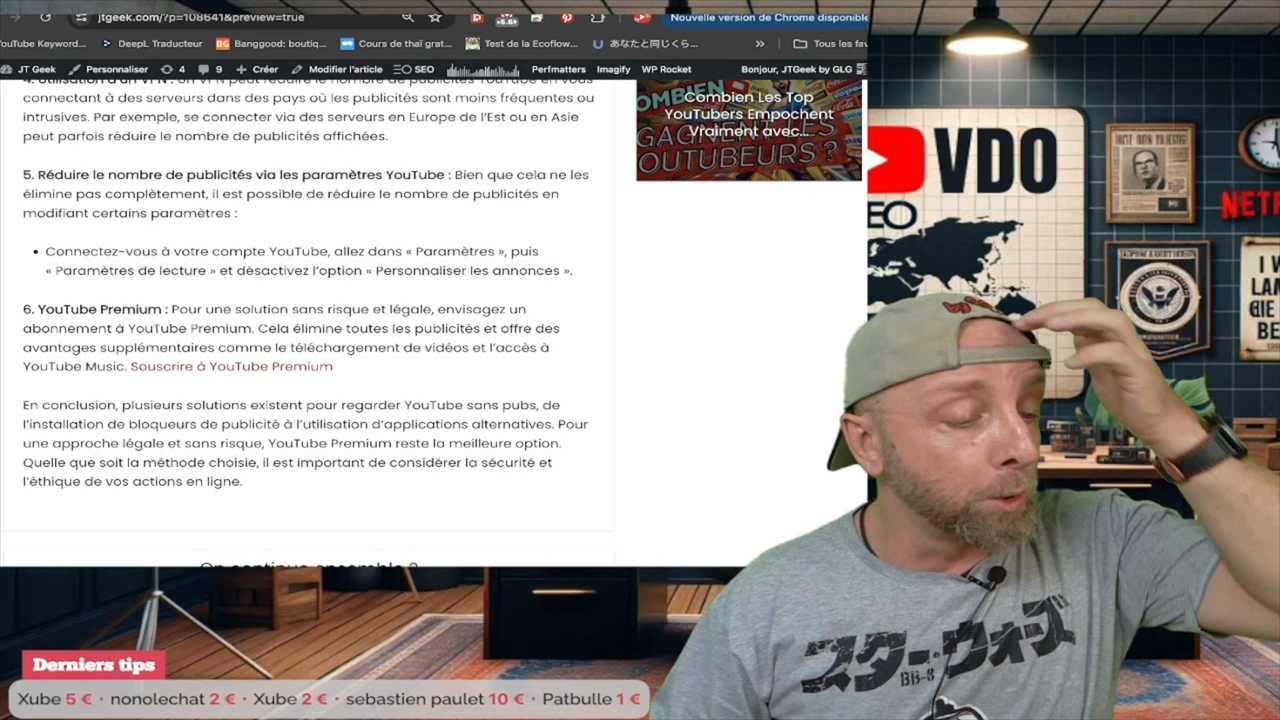 jtgeek.com/?p=108641&preview=true
Nouvelle version de Chrome disponible
YouTube Keyword...
DeepL Traducteur
BG Banggood: boutiq...
Cours de thaï grat...
Test de la Ecoflow...
あなたと同じくら...
»
Tous les fav
JT Geek
Personnaliser
4
9
+ Créer
Modifier l'article
SEO
Perfmatters
Imagify
WP Rocket
Bonjour, JTGeek by GLG
connectant à des serveurs dans des pays où les publicités sont moins fréquentes ou
intrusives. Par exemple, se connecter via des serveurs en Europe de l'Est ou en Asie
peut parfois réduire le nombre de publicités affichées.
5. Réduire le nombre de publicités via les paramètres YouTube : Bien que cela ne les
élimine pas complètement, il est possible de réduire le nombre de publicités en
modifiant certains paramètres :
• Connectez-vous à votre compte YouTube, allez dans « Paramètres », puis
« Paramètres de lecture » et désactivez l'option « Personnaliser les annonces ».
6. YouTube Premium : Pour une solution sans risque et légale, envisagez un
abonnement à YouTube Premium. Cela élimine toutes les publicités et offre des
avantages supplémentaires comme le téléchargement de vidéos et l'accès à
YouTube Music. Souscrire à YouTube Premium
En conclusion, plusieurs solutions existent pour regarder YouTube sans pubs, de
l'installation de bloqueurs de publicité à l'utilisation d'applications alternatives. Pour
une approche légale et sans risque, YouTube Premium reste la meilleure option.
Quelle que soit la méthode choisie, il est important de considérer la sécurité et
l'éthique de vos actions en ligne.
Combien Les Top
YouTubers Empochent
Vraiment avec...
GAGNENT LES
OUTUBEURS ?
VDO
EO
NETF
I W
LAM
BE
スター・ウォーズ
BB-8
Derniers tips
Xube 5 € · nonolechat 2 € · Xube 2 € · sebastien paulet 10 € · Patbulle 1 €